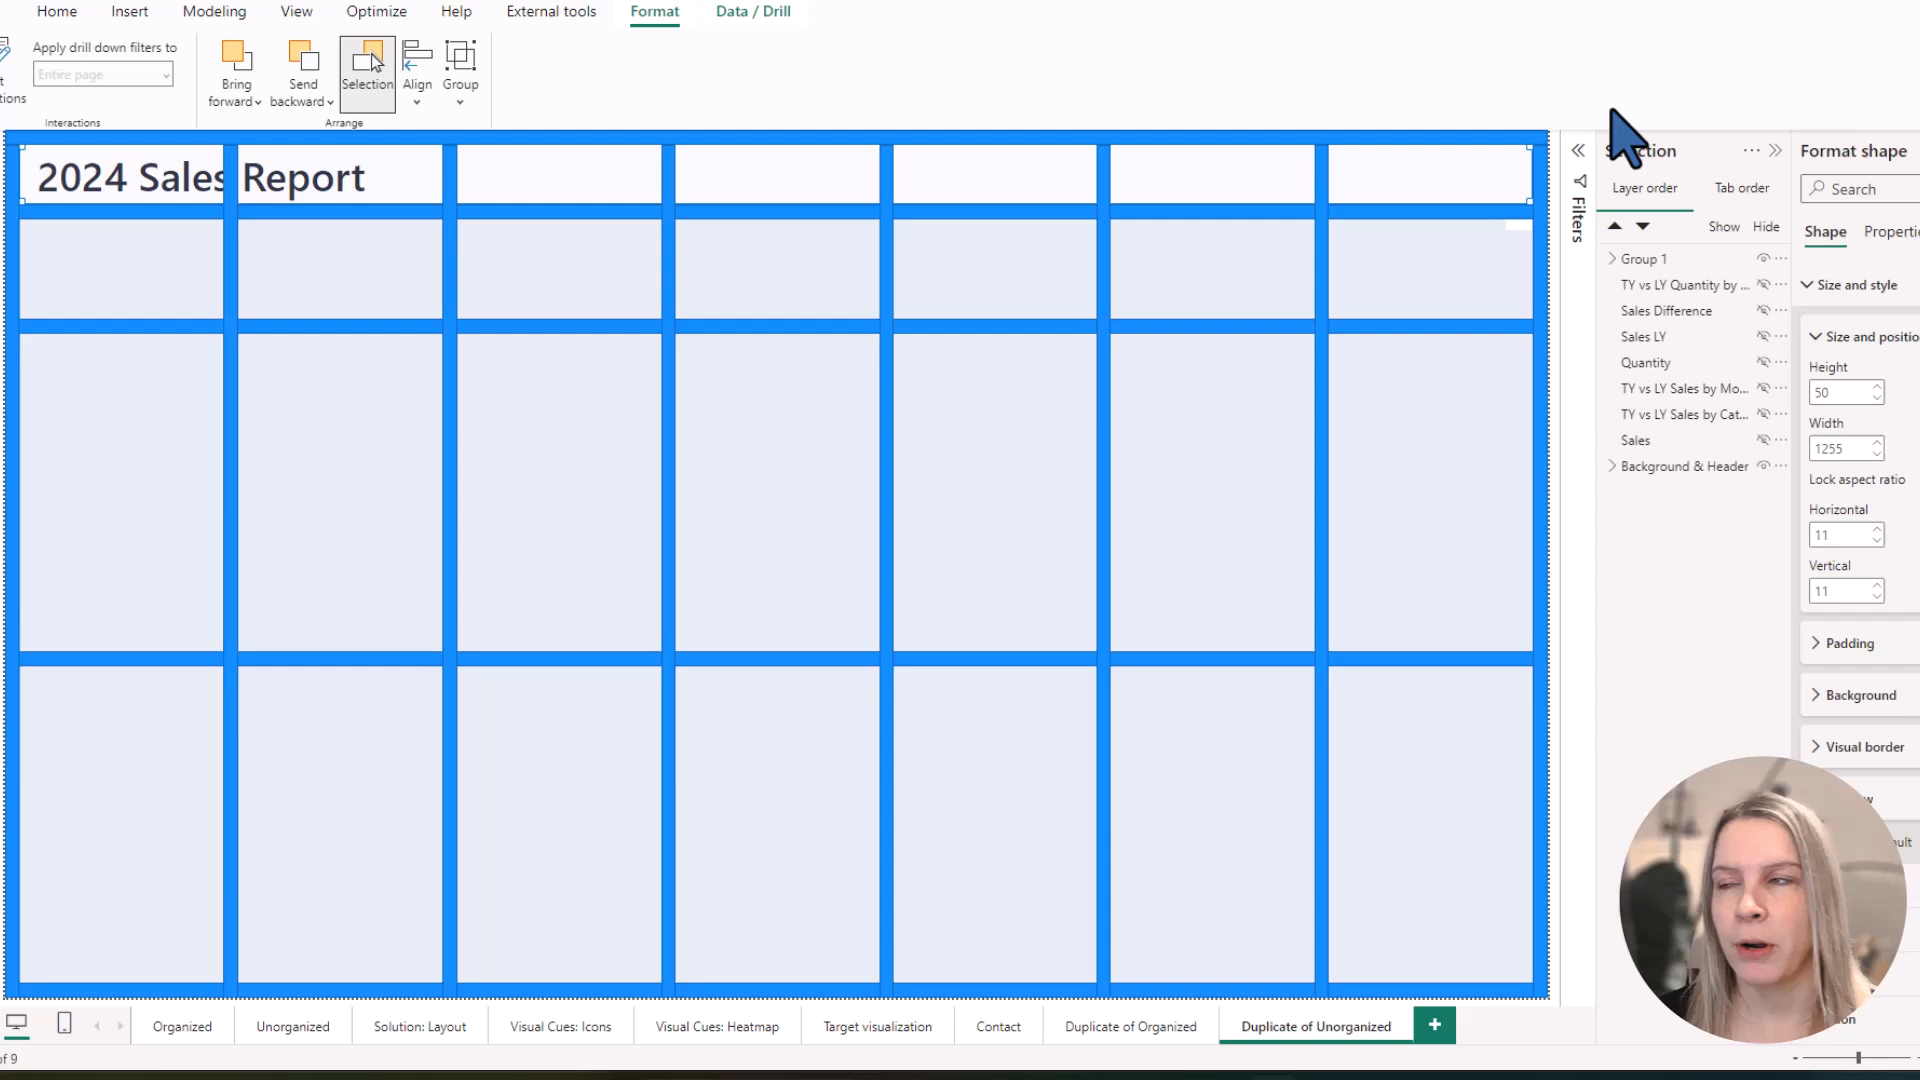 Home Insert Modeling View Optimize Help External tools Format Data / Drill
Apply drill down filters to
Entire page
Bring forward
Send backward
Selection
Align
Group
Interactions
Arrange
2024 Sales Report
Filters
Layer order Tab order
Show Hide
Group 1
TY vs LY Quantity by ...
Sales Difference
Sales LY
Quantity
TY vs LY Sales by Mo...
TY vs LY Sales by Cat...
Sales
Background & Header
Format shape
Search
Shape
Size and style
Height
50
Width
1255
Lock aspect ratio
Horizontal
11
Vertical
11
Padding
Background
Visual border
Organized Unorganized Solution: Layout Visual Cues: Icons Visual Cues: Heatmap Target visualization Contact Duplicate of Organized Duplicate of Unorganized +
of 9